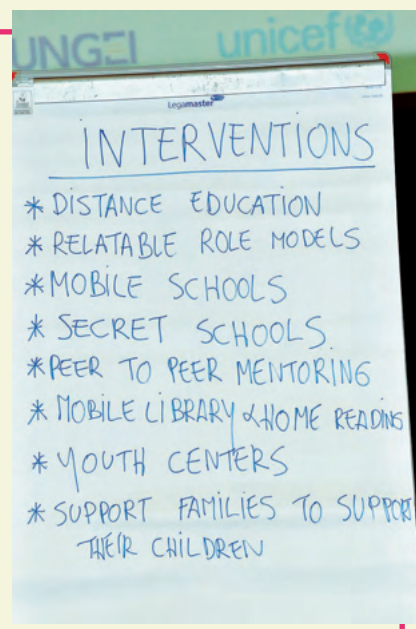 UNGEI unicef
Legamaster
INTERVENTIONS
* DISTANCE EDUCATION
* RELATABLE ROLE MODELS
* MOBILE SCHOOLS
* SECRET SCHOOLS.
* PEER TO PEER MENTORING
* MOBILE LIBRARY & HOME READING
* YOUTH CENTERS
* SUPPORT FAMILIES TO SUPPORT
THEIR CHILDREN